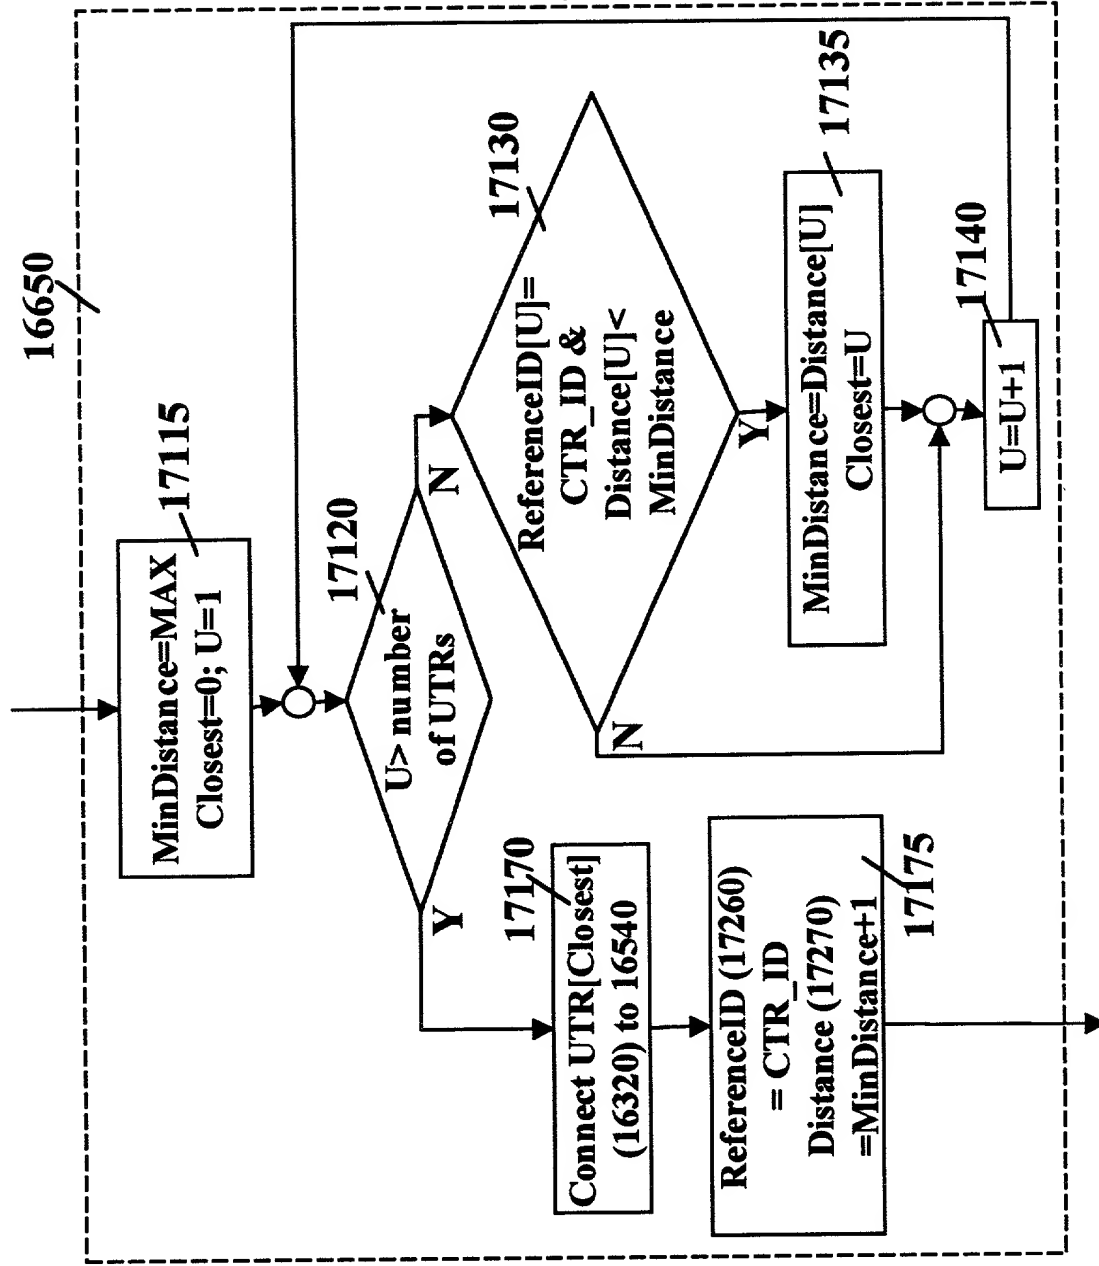 16650
17115
MinDistance=MAX
Closest=0; U=1
17120
U> number
of UTRs
N
Y
17130
ReferenceID[U]=
CTR_ID &
Distance[U]<
MinDistance
N
Y
17135
MinDistance=Distance[U]
Closest=U
17140
U=U+1
17170
Connect UTR[Closest]
(16320) to 16540
ReferenceID (17260)
= CTR_ID
Distance (17270)
=MinDistance+1
17175